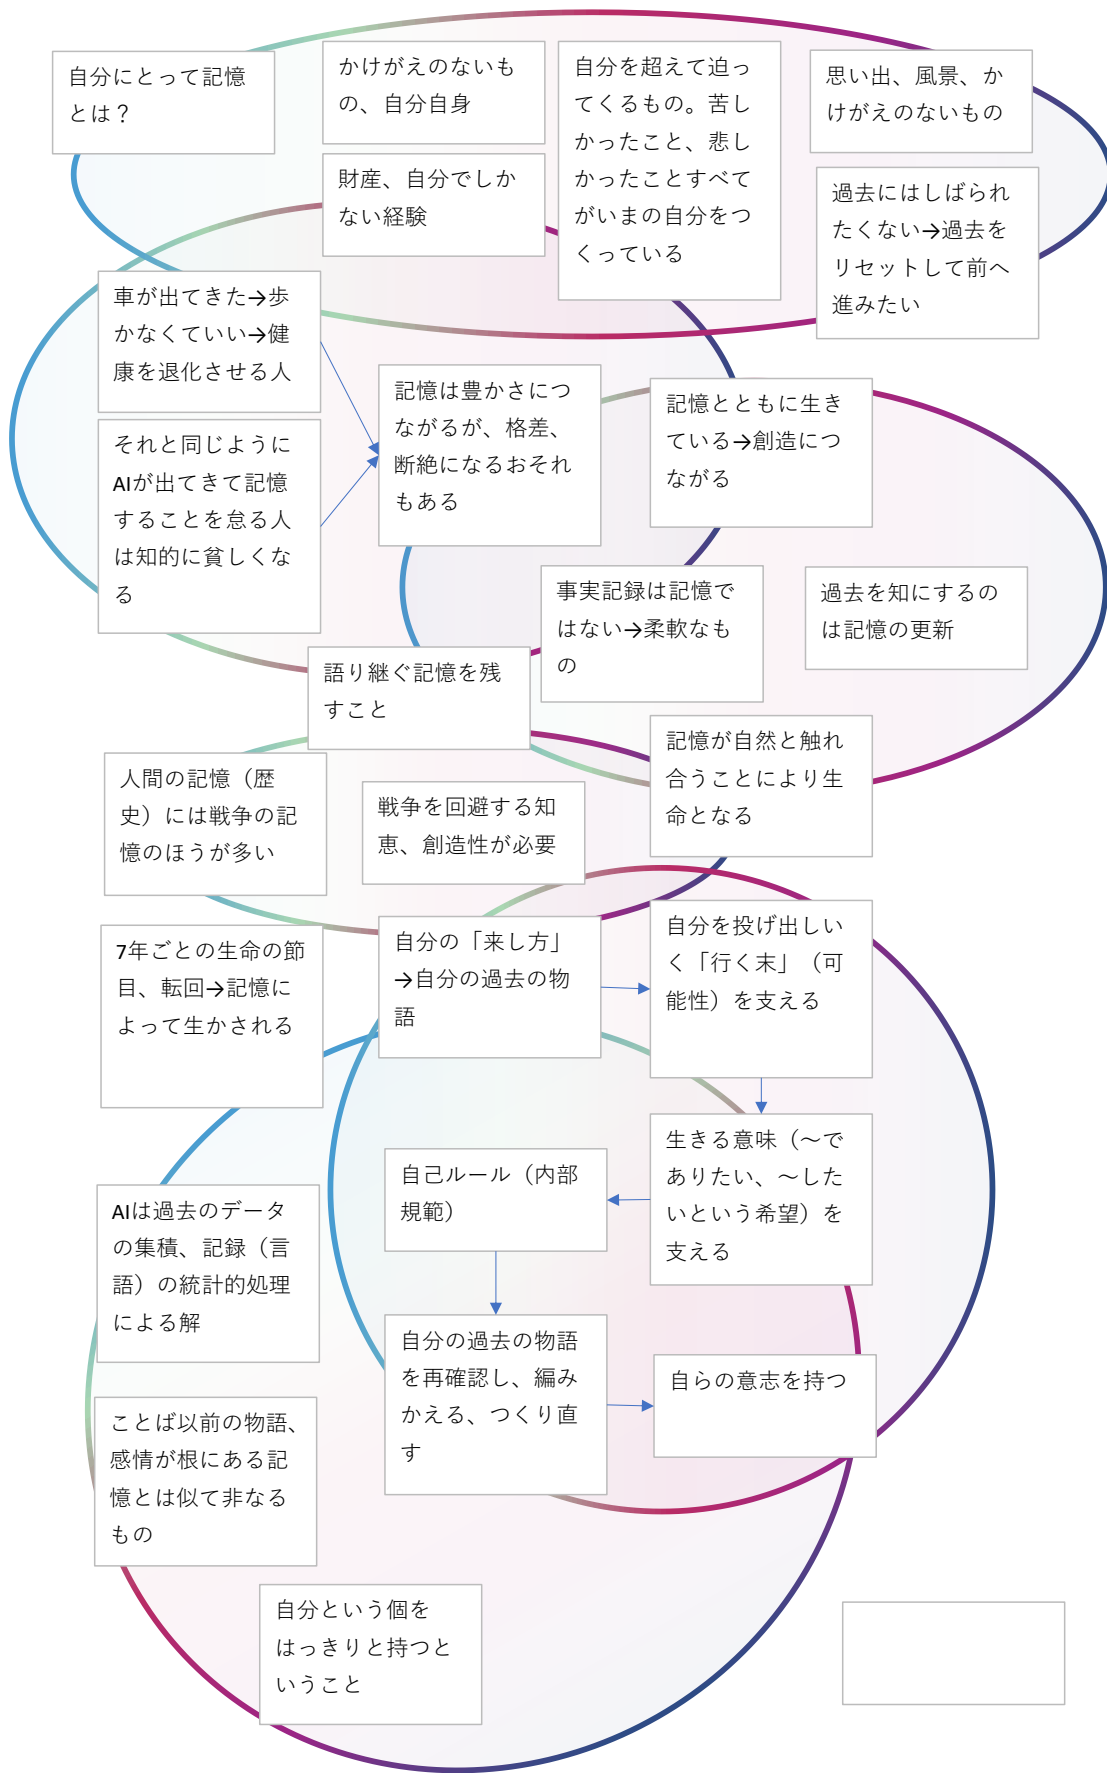 自分にとって記憶
とは？
かけがえのないも
の、自分自身
財産、自分でしか
ない経験
自分を超えて迫っ
てくるもの。苦し
かったこと、悲し
かったことすべて
がいまの自分をつ
くっている
思い出、風景、か
けがえのないもの
過去にはしばられ
たくない→過去を
リセットして前へ
進みたい
車が出てきた→歩
かなくていい→健
康を退化させる人
それと同じように
AIが出てきて記憶
することを怠る人
は知的に貧しくな
る
記憶は豊かさにつ
ながるが、格差、
断絶になるおそれ
もある
記憶とともに生き
ている→創造につ
ながる
事実記録は記憶で
はない→柔軟なも
の
過去を知にするの
は記憶の更新
語り継ぐ記憶を残
すこと
記憶が自然と触れ
合うことにより生
命となる
人間の記憶（歴
史）には戦争の記
憶のほうが多い
戦争を回避する知
恵、創造性が必要
7年ごとの生命の節
目、転回→記憶に
よって生かされる
自分の「来し方」
→自分の過去の物
語
自分を投げ出しい
く「行く末」（可
能性）を支える
生きる意味（～で
ありたい、～した
いという希望）を
支える
自己ルール（内部
規範）
自分の過去の物語
を再確認し、編み
かえる、つくり直
す
自らの意志を持つ
AIは過去のデータ
の集積、記録（言
語）の統計的処理
による解
ことば以前の物語、
感情が根にある記
憶とは似て非なる
もの
自分という個を
はっきりと持つと
いうこと